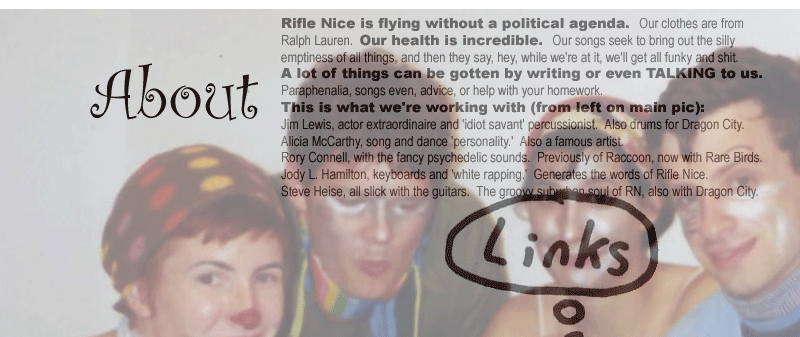 About
Rifle Nice is flying without a political agenda. Our clothes are from
Ralph Lauren. Our health is incredible. Our songs seek to bring out the silly
emptiness of all things, and then they say, hey, while we're at it, we'll get all funky and shit.
A lot of things can be gotten by writing or even TALKING to us.
Paraphenalia, songs even, advice, or help with your homework.
This is what we're working with (from left on main pic):
Jim Lewis, actor extraordinaire and 'idiot savant' percussionist. Also drums for Dragon City.
Alicia McCarthy, song and dance 'personality.' Also a famous artist.
Rory Connell, with the fancy psychedelic sounds. Previously of Raccoon, now with Rare Birds.
Jody L. Hamilton, keyboards and 'white rapping.' Generates the words of Rifle Nice.
Steve Heise, all slick with the guitars. The groovy suburban soul of RN, also with Dragon City.
Links